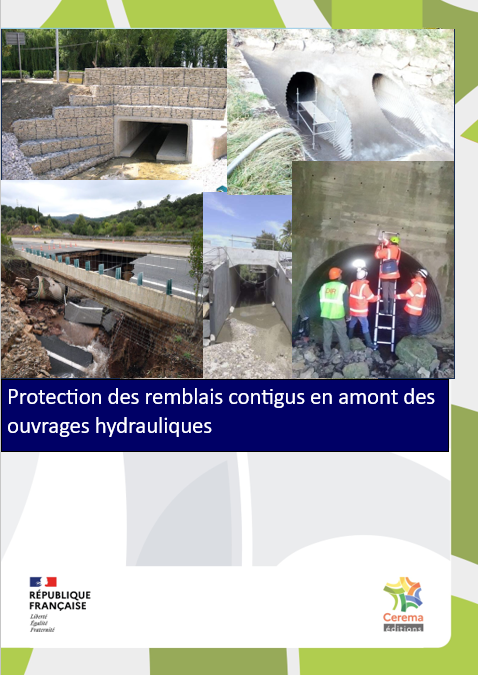 Protection des remblais contigus en amont des
ouvrages hydrauliques
RÉPUBLIQUE
FRANÇAISE
Liberté
Égalité
Fraternité
Cerema
éditions